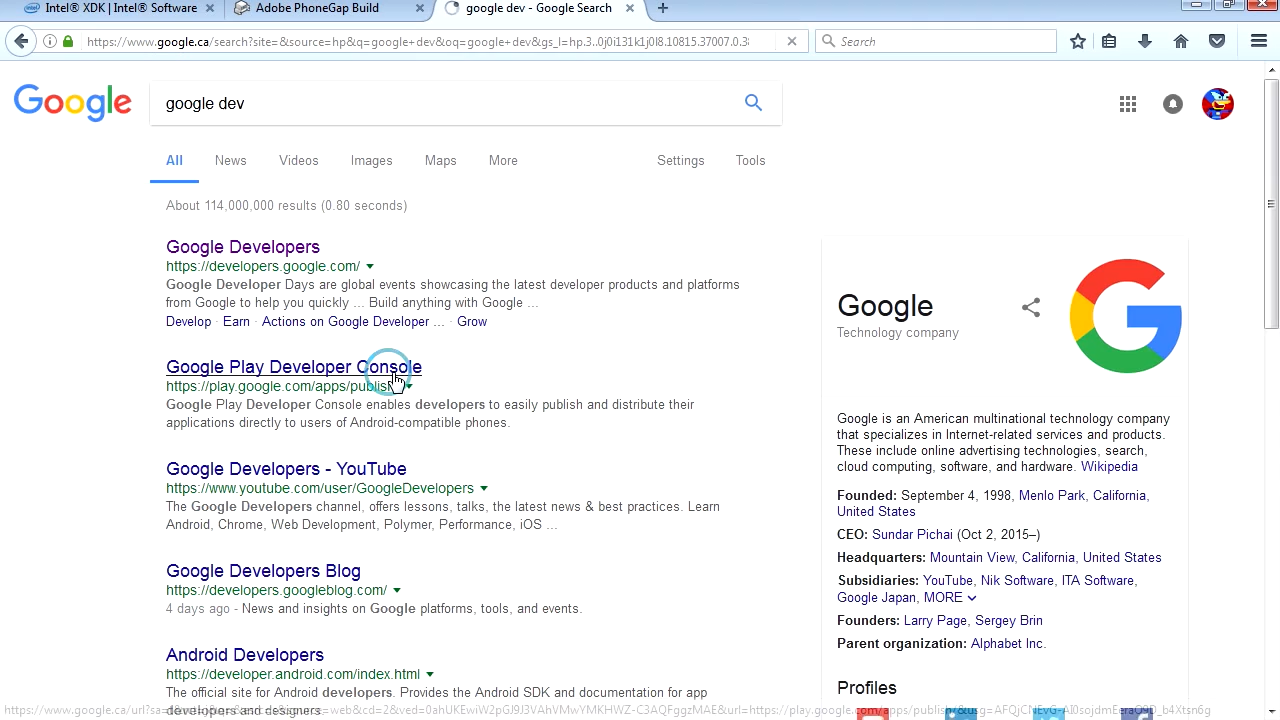 Intel® XDK | Intel® Software
Adobe PhoneGap Build
google dev - Google Search
https://www.google.ca/search?site=&source=hp&q=google+dev&oq=google+dev&gs_l=hp.3..0j0i131k1j0l8.10815.37007.0.3
Search
Google
google dev
All
News
Videos
Images
Maps
More
Settings
Tools
About 114,000,000 results (0.80 seconds)
Google Developers
https://developers.google.com/
Google Developer Days are global events showcasing the latest developer products and platforms
from Google to help you quickly ... Build anything with Google ...
Develop · Earn · Actions on Google Developer ... · Grow
Google Play Developer Console
https://play.google.com/apps/publish
Google Play Developer Console enables developers to easily publish and distribute their
applications directly to users of Android-compatible phones.
Google Developers - YouTube
https://www.youtube.com/user/GoogleDevelopers
The Google Developers channel, offers lessons, talks, the latest news & best practices. Learn
Android, Chrome, Web Development, Polymer, Performance, iOS ...
Google Developers Blog
https://developers.googleblog.com/
4 days ago - News and insights on Google platforms, tools, and events.
Android Developers
https://developer.android.com/index.html
The official site for Android developers. Provides the Android SDK and documentation for app
developers and designers
Google
Technology company
Google is an American multinational technology company
that specializes in Internet-related services and products.
These include online advertising technologies, search,
cloud computing, software, and hardware. Wikipedia
Founded: September 4, 1998, Menlo Park, California,
United States
CEO: Sundar Pichai (Oct 2, 2015–)
Headquarters: Mountain View, California, United States
Subsidiaries: YouTube, Nik Software, ITA Software,
Google Japan, MORE
Founders: Larry Page, Sergey Brin
Parent organization: Alphabet Inc.
Profiles